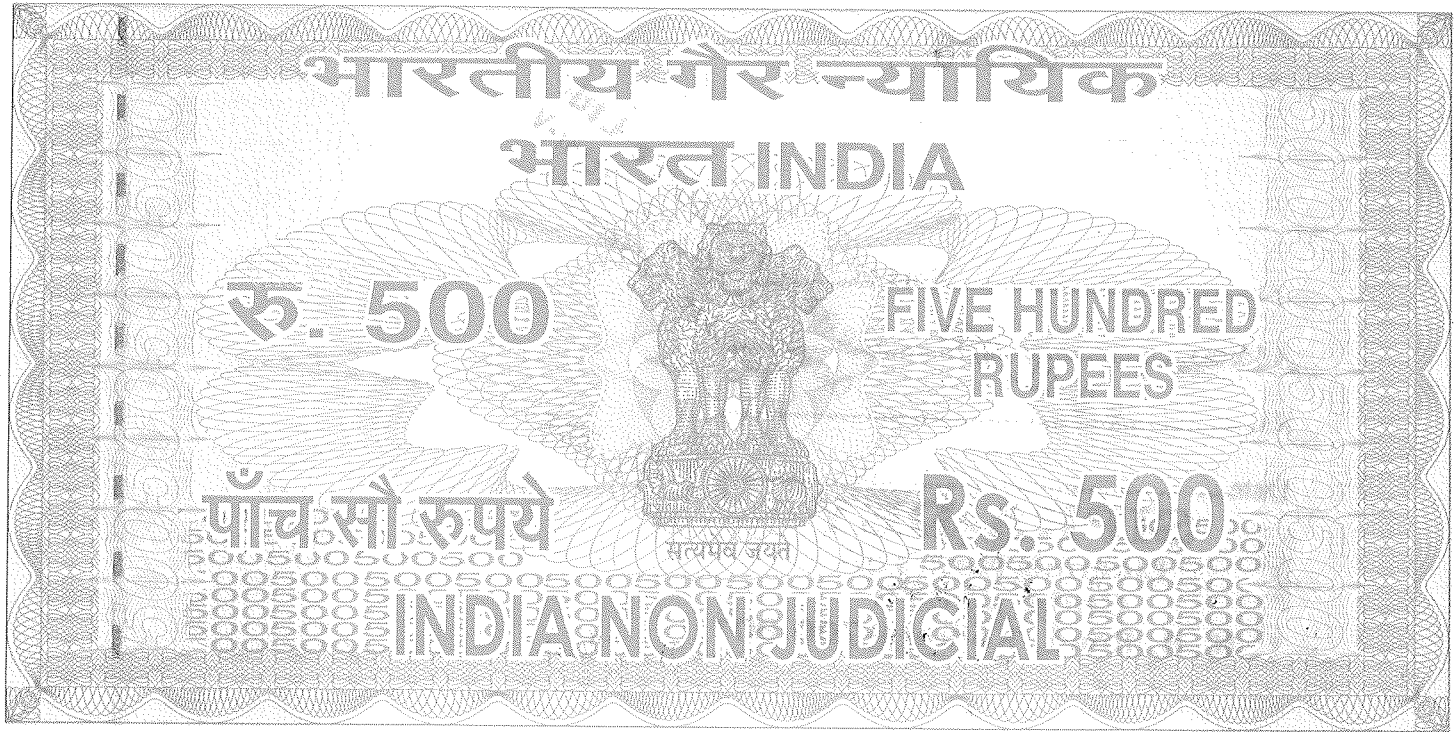 भारतीय गैर न्यायिक
भारत INDIA
रु. 500
FIVE HUNDRED
RUPEES
पाँच सौ रुपये
Rs. 500
सत्यमेव जयते
INDIA NON JUDICIAL